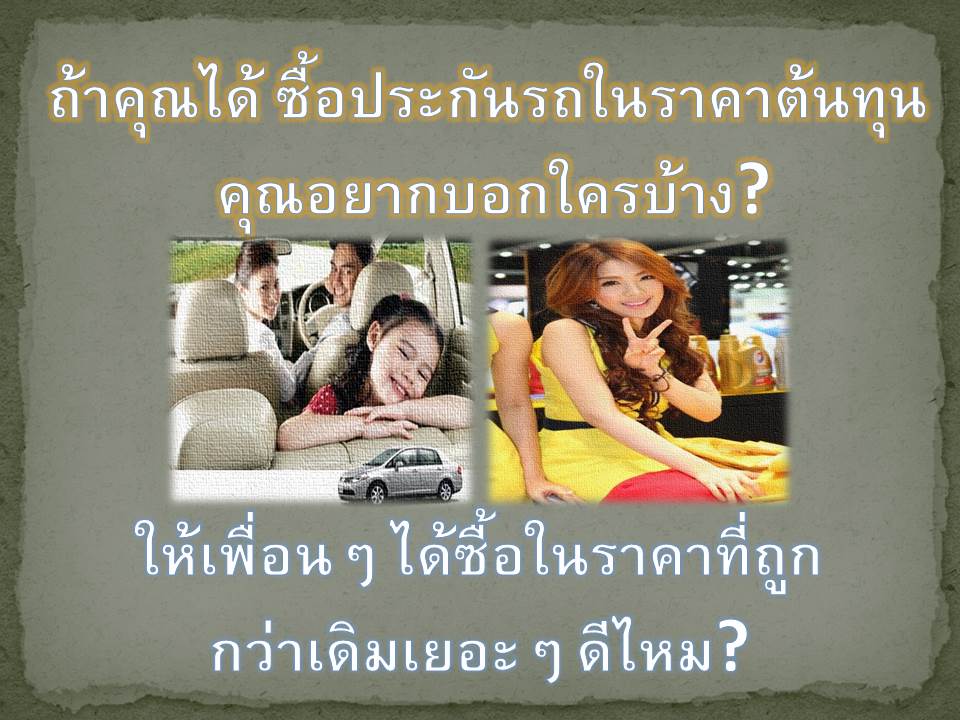 ถ้าคุณได้ ซื้อประกันรถในราคาต้นทุน
คุณอยากบอกใครบ้าง?
ให้เพื่อน ๆ ได้ซื้อในราคาที่ถูก
กว่าเดิมเยอะ ๆ ดีไหม?